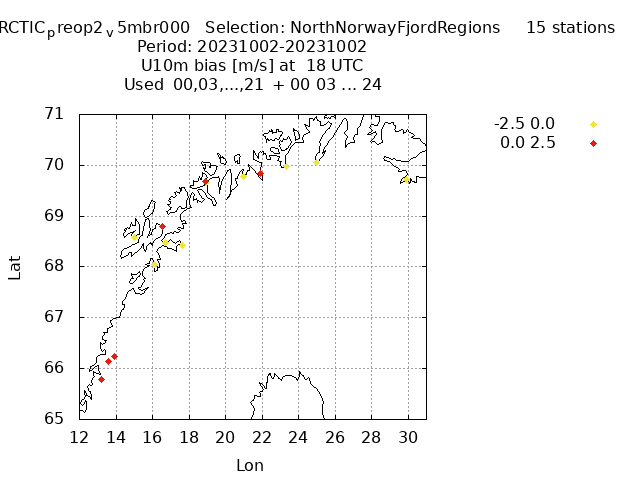 RCTIC_preop2_v5mbr000 Selection: NorthNorwayFjordRegions 15 stations
Period: 20231002-20231002
U10m bias [m/s] at 18 UTC
Used 00,03,...,21 + 00 03 ... 24
-2.5 0.0
0.0 2.5
71
70
69
68
67
66
65
Lat
12 14 16 18 20 22 24 26 28 30
Lon